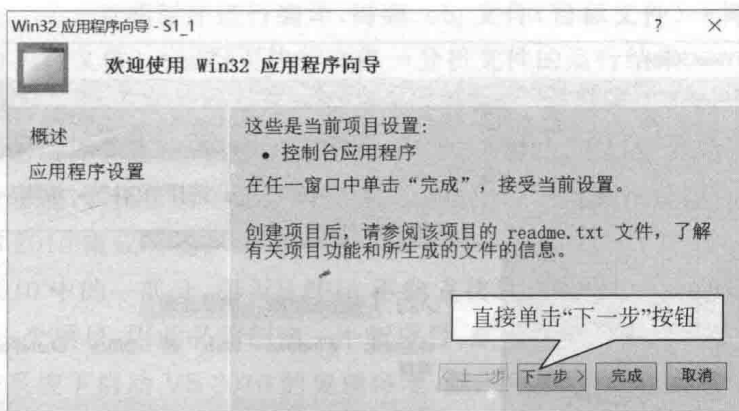 Win32 应用程序向导 - S1_1
? ×
欢迎使用 Win32 应用程序向导
概述
应用程序设置
这些是当前项目设置:
• 控制台应用程序
在任一窗口中单击“完成”，接受当前设置。
创建项目后，请参阅该项目的 readme.txt 文件，了解
有关项目功能和所生成的文件的信息。
直接单击“下一步”按钮
< 上一步 下一步 > 完成 取消